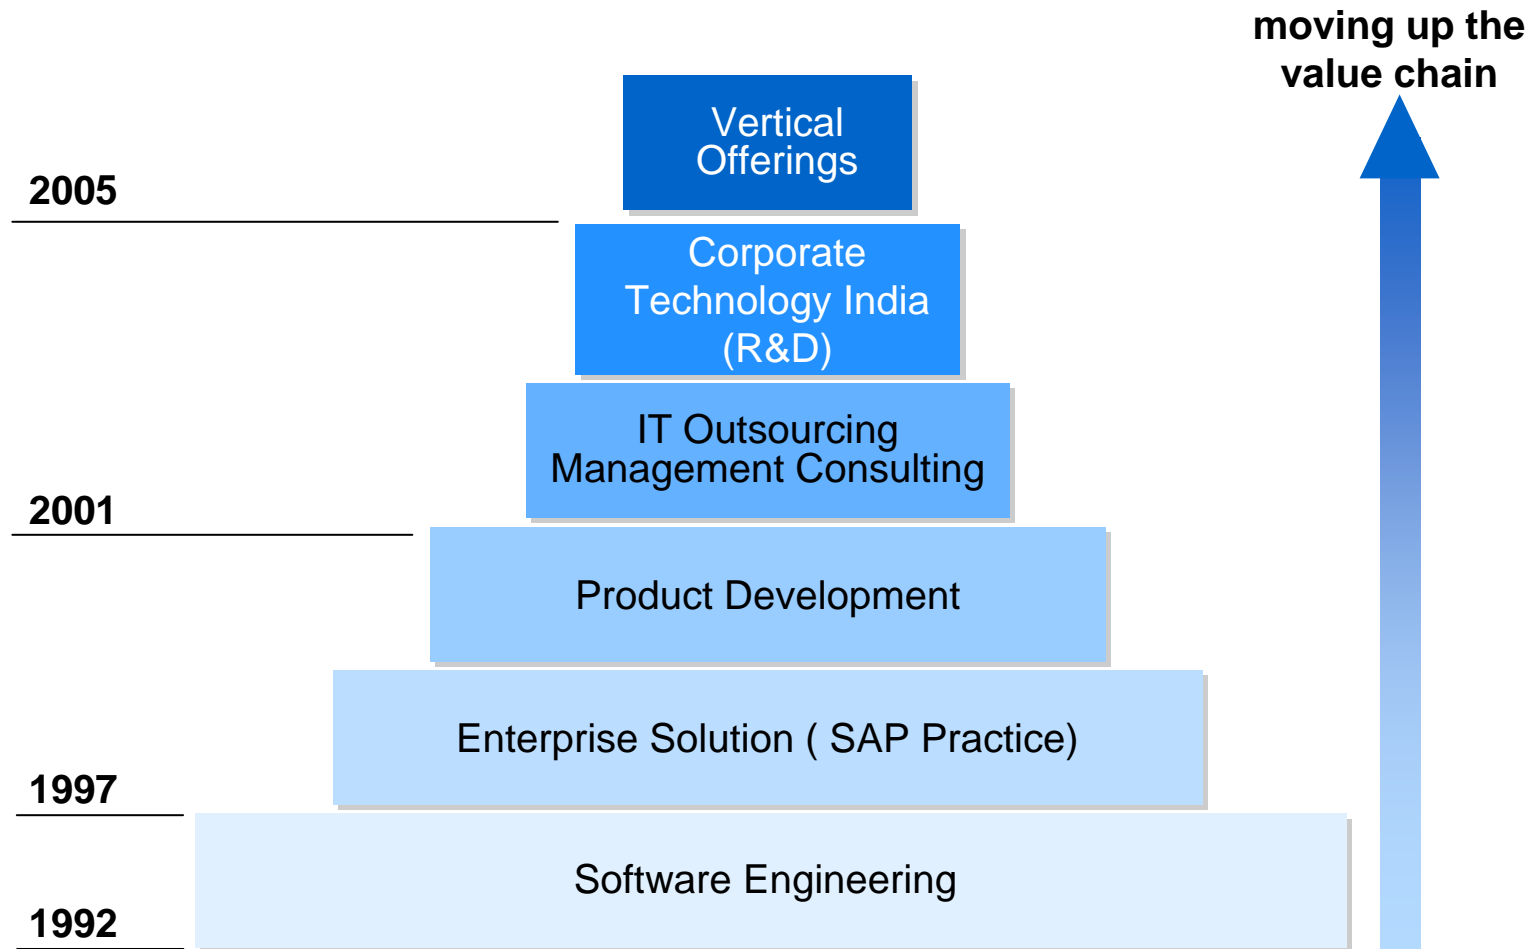 moving up the
value chain
Vertical
Offerings
2005
Corporate
Technology India
(R&D)
IT Outsourcing
Management Consulting
2001
Product Development
Enterprise Solution ( SAP Practice)
1997
Software Engineering
1992